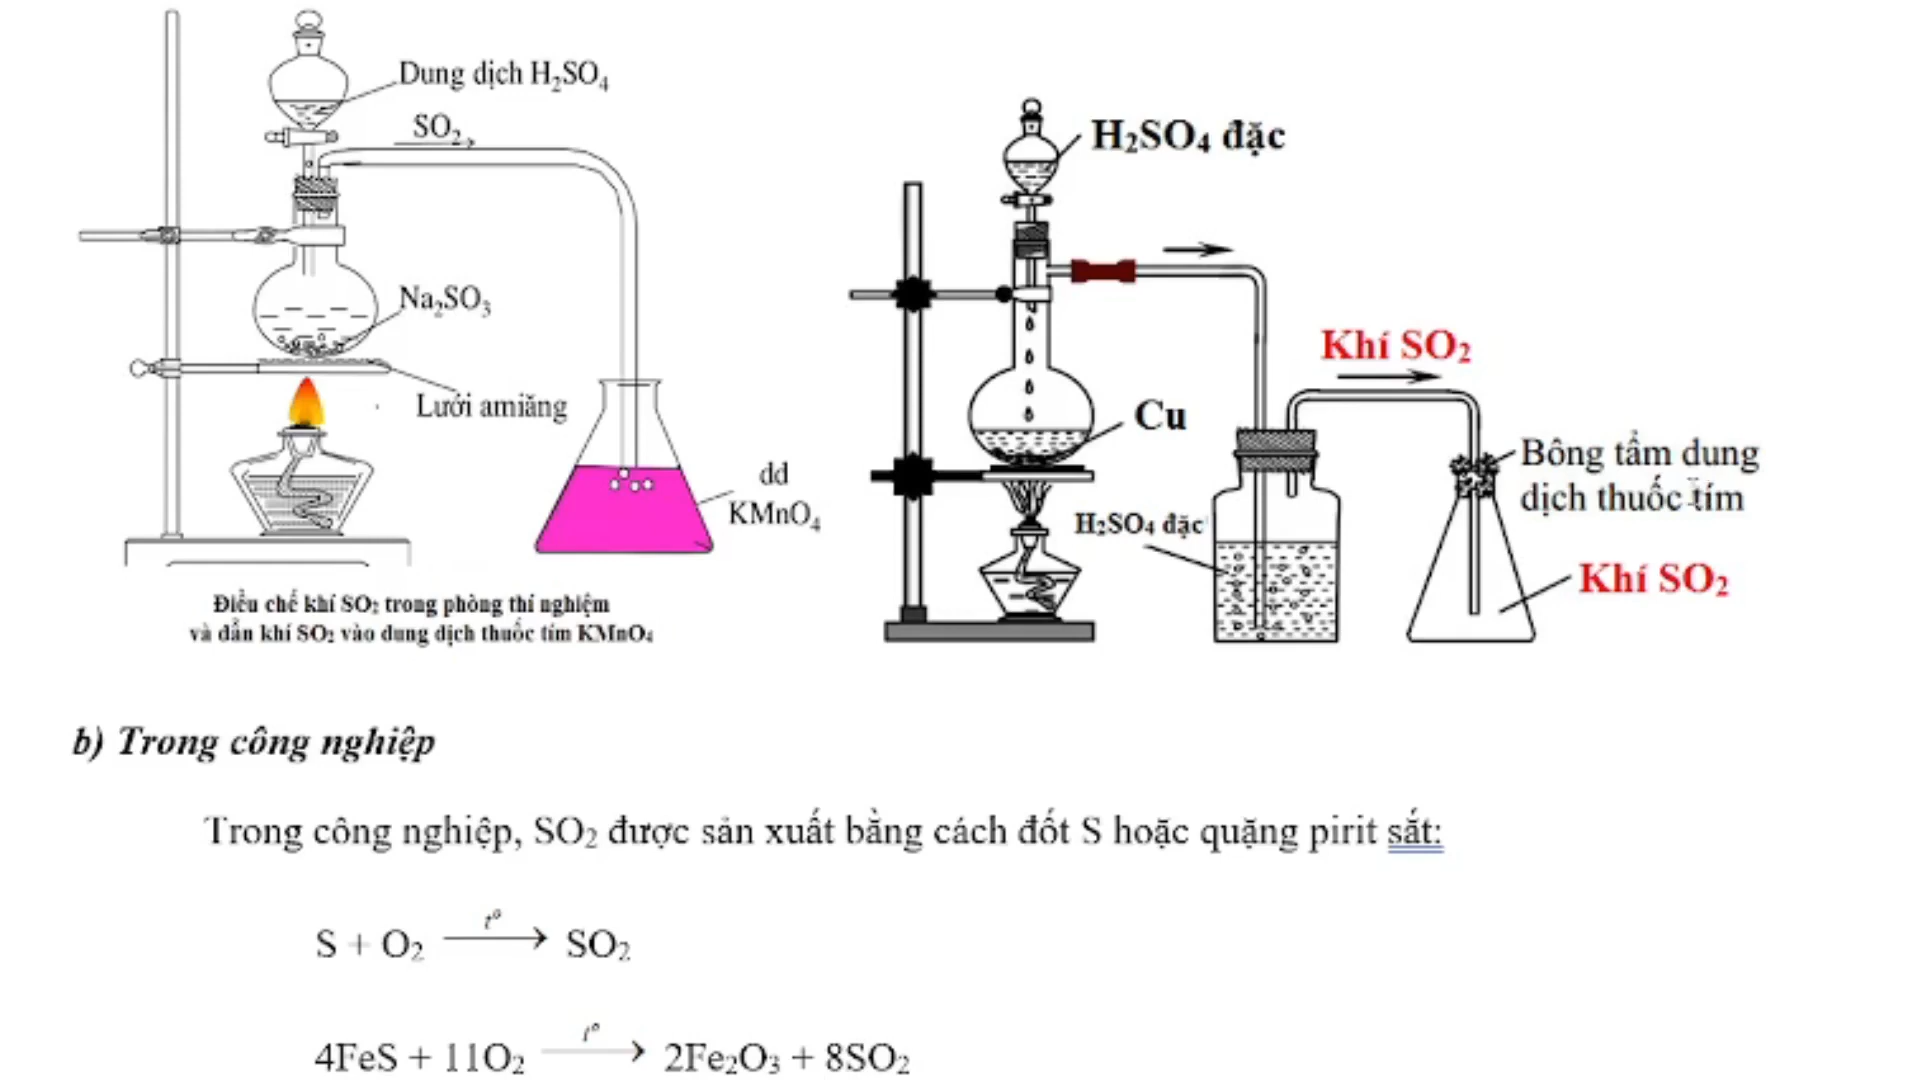 Dung dịch H₂SO₄
SO₂
Na₂SO₃
Lưới amiăng
dd
KMnO₄
Điều chế khí SO₂ trong phòng thí nghiệm
và dẫn khí SO₂ vào dung dịch thuốc tím KMnO₄
H₂SO₄ đặc
Cu
H₂SO₄ đặc
Khí SO₂
Bông tẩm dung
dịch thuốc tím
Khí SO₂
b) Trong công nghiệp
Trong công nghiệp, SO₂ được sản xuất bằng cách đốt S hoặc quặng pirit sắt:
S + O₂ —t°→ SO₂
4FeS + 11O₂ —t°→ 2Fe₂O₃ + 8SO₂